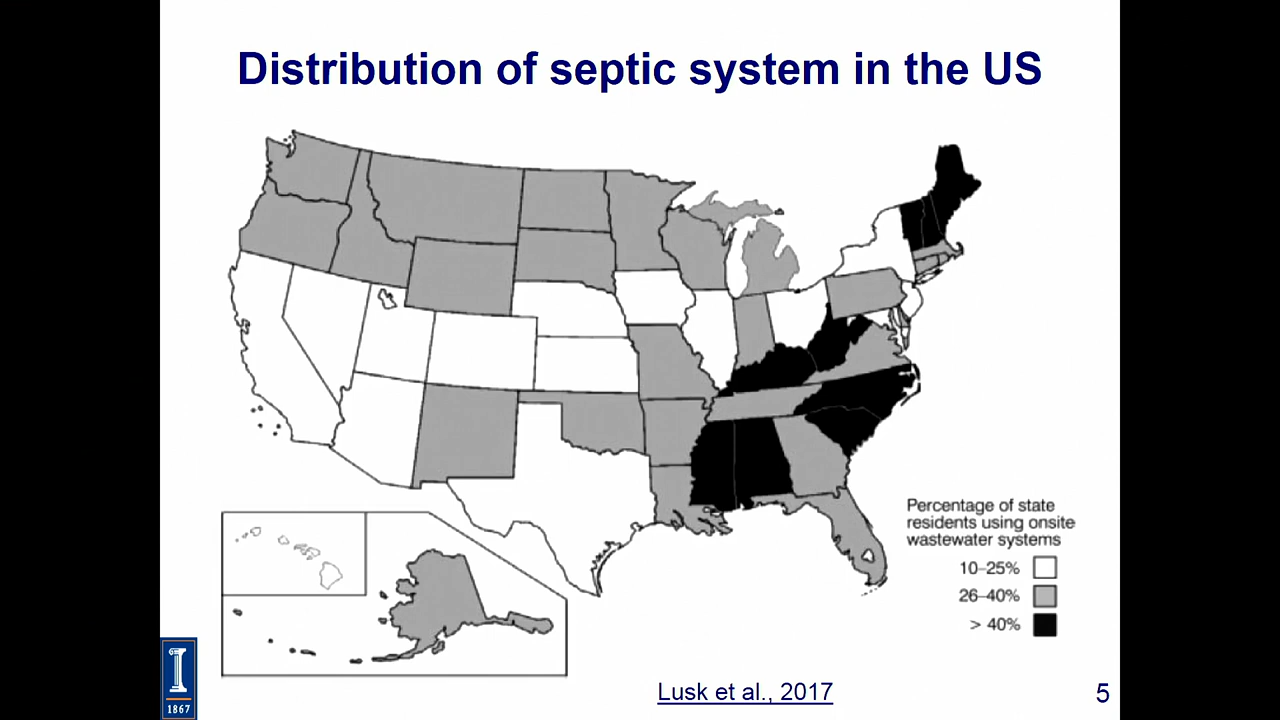 Distribution of septic system in the US
Percentage of state
residents using onsite
wastewater systems
10–25%
26–40%
> 40%
I
1867
Lusk et al., 2017
5